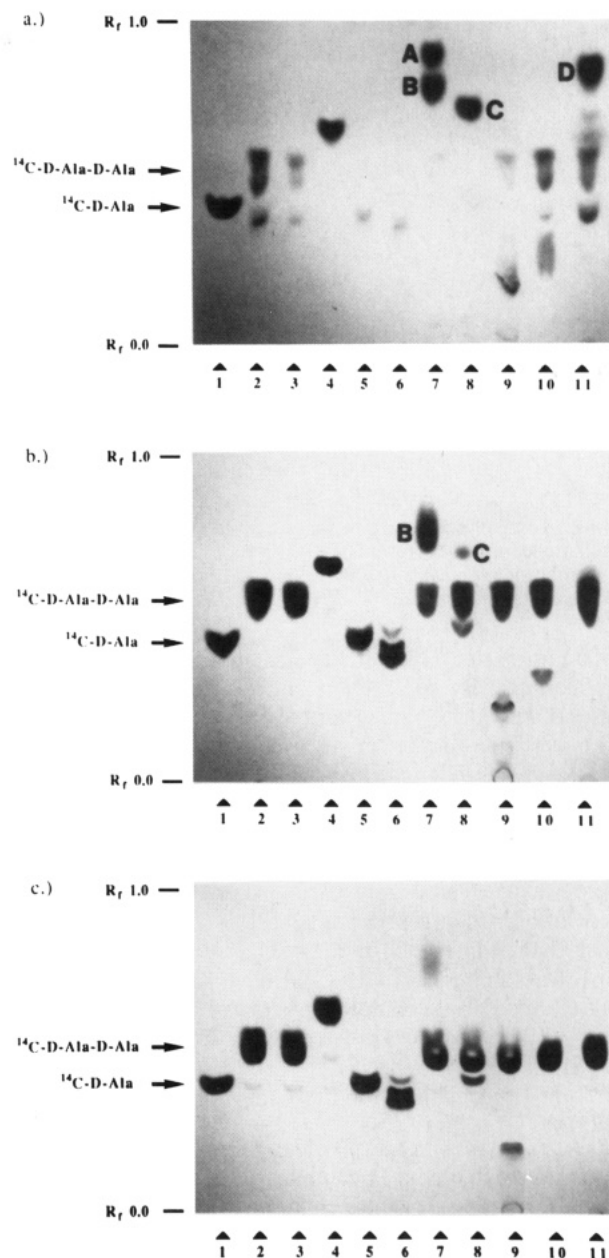 a.)
R_f 1.0 —
A
B
C
D
¹⁴C-D-Ala-D-Ala
¹⁴C-D-Ala
R_f 0.0 —
1 2 3 4 5 6 7 8 9 10 11
b.)
R_f 1.0 —
B
C
¹⁴C-D-Ala-D-Ala
¹⁴C-D-Ala
R_f 0.0 —
1 2 3 4 5 6 7 8 9 10 11
c.)
R_f 1.0 —
¹⁴C-D-Ala-D-Ala
¹⁴C-D-Ala
R_f 0.0 —
1 2 3 4 5 6 7 8 9 10 11